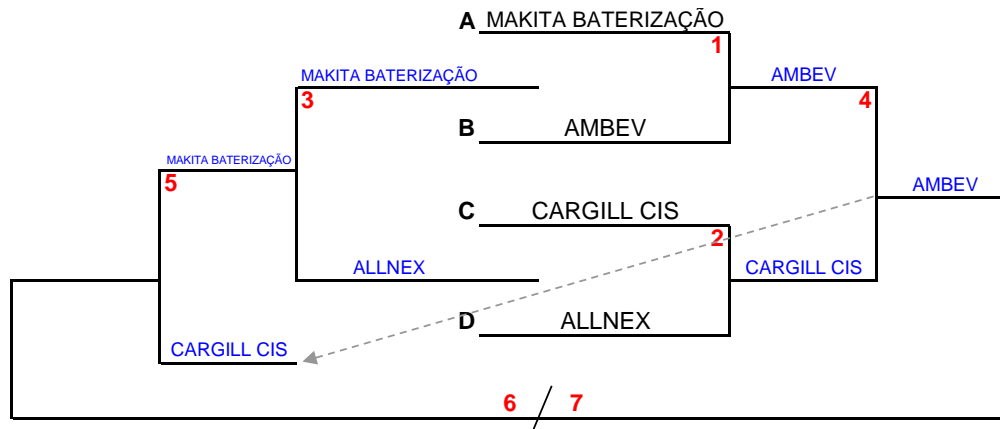 A MAKITA BATERIZAÇÃO
1
MAKITA BATERIZAÇÃO
AMBEV
3
4
B AMBEV
MAKITA BATERIZAÇÃO
5
AMBEV
C CARGILL CIS
2
ALLNEX
CARGILL CIS
D ALLNEX
CARGILL CIS
6 / 7